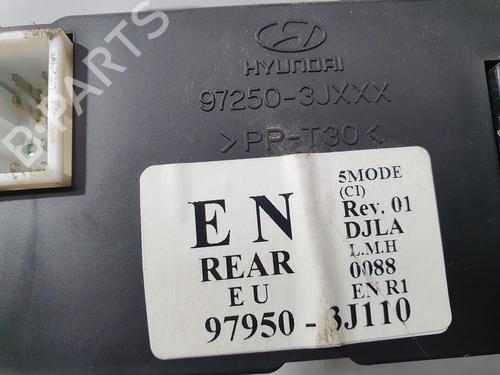 B-PARTS
HYUNDAI
97250-3JXXX
>PP-T30<
5MODE
(CI)
EN Rev. 01
DJLA
REAR L.M.H
0088
EU EN R1
97950-3J110